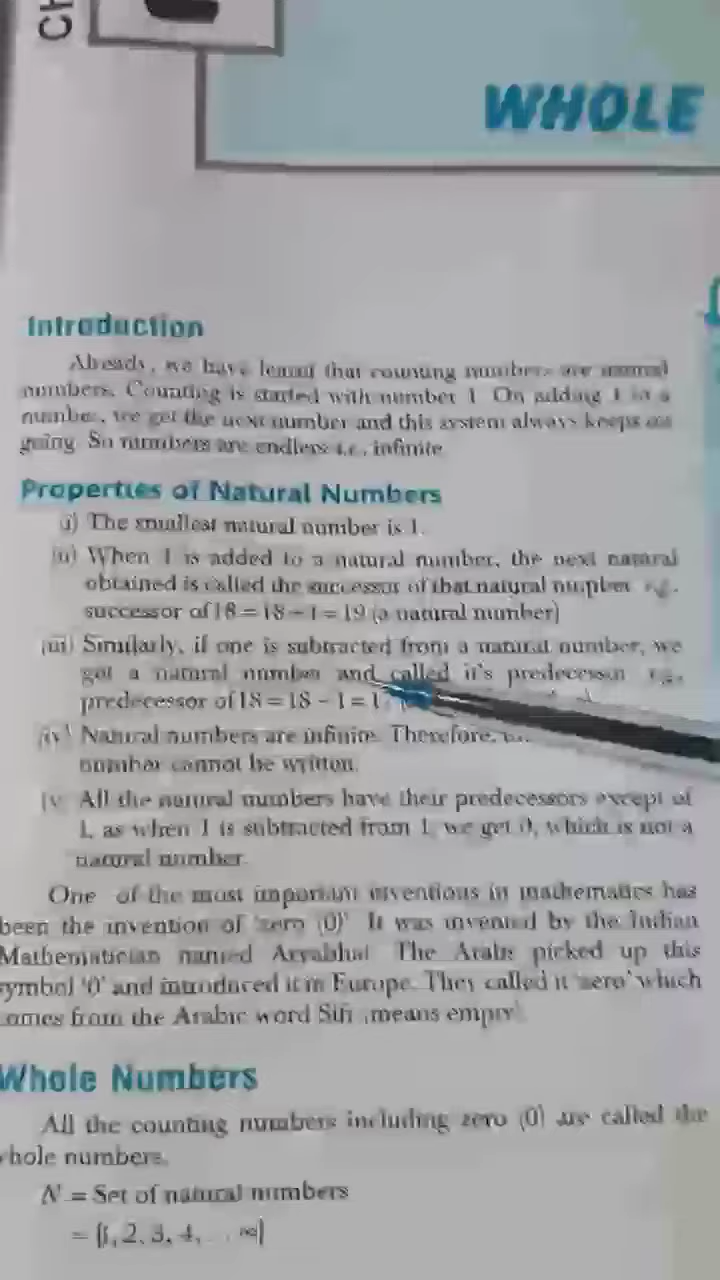 CH
WHOLE
Introduction
Already, we have learnt that counting numbers are natural
numbers. Counting is started with number 1. On adding 1 in a
number, we get the next number and this system always keeps on
going. So numbers are endless i.e., infinite.
Properties of Natural Numbers
(i) The smallest natural number is 1.
(ii) When 1 is added to a natural number, the next natural
obtained is called the successor of that natural number e.g.
successor of 18 = 18 + 1 = 19 (a natural number)
(iii) Similarly, if one is subtracted from a natural number, we
get a natural number and called it's predecessor
predecessor of 18 = 18 - 1 = 1
(iv) Natural numbers are infinite. Therefore,
number cannot be written.
(v) All the natural numbers have their predecessors except of
1, as when 1 is subtracted from 1, we get 0, which is not a
natural number.
One of the most important inventions in mathematics has
been the invention of 'zero (0)'. It was invented by the Indian
Mathematician named Aryabhat. The Arabs picked up this
symbol '0' and introduced it in Europe. They called it 'zero' which
omes from the Arabic word Sifr (means empty).
Whole Numbers
All the counting numbers including zero (0) are called the
whole numbers.
N = Set of natural numbers
= {1, 2, 3, 4, ... ∞}